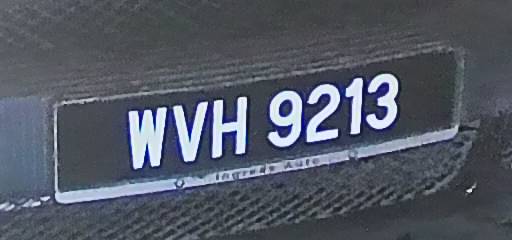 WVH 9213
Ingress Auto